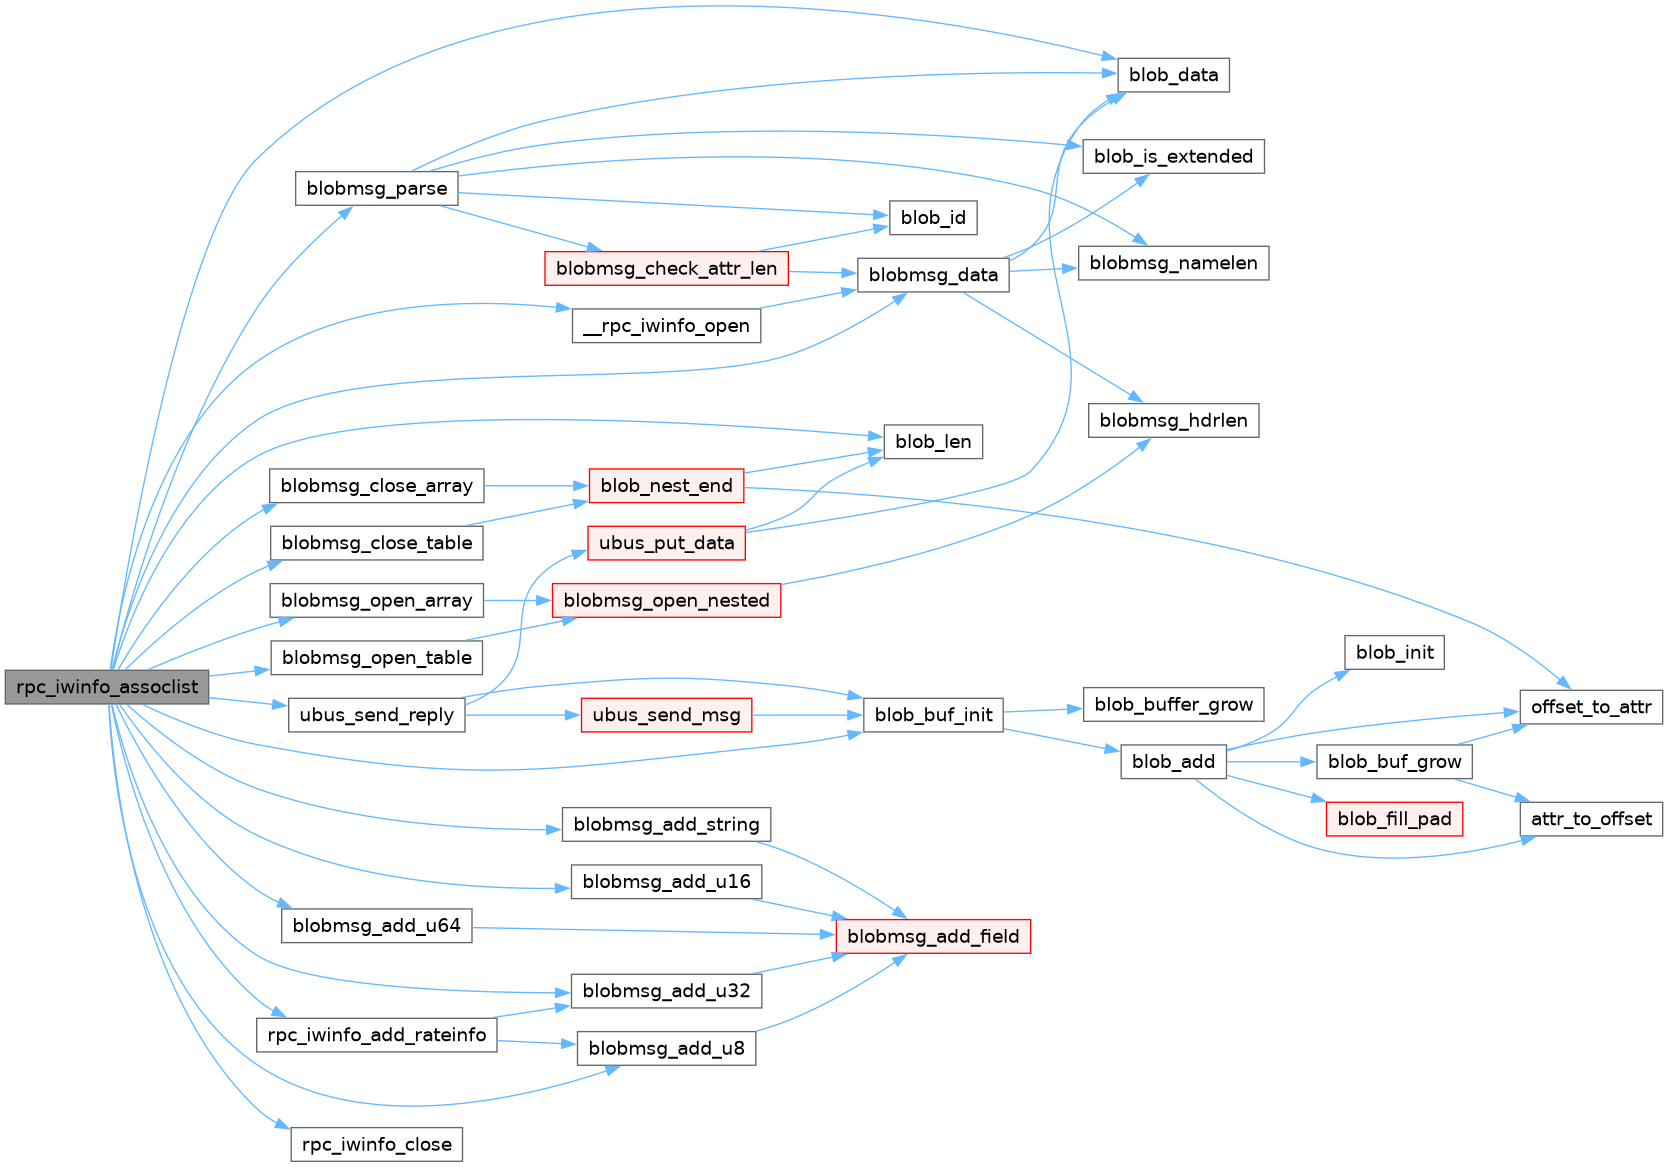 blob_data
blob_is_extended
blobmsg_parse
blob_id
blobmsg_namelen
blobmsg_check_attr_len
blobmsg_data
__rpc_iwinfo_open
blobmsg_hdrlen
blob_len
blobmsg_close_array
blob_nest_end
blobmsg_close_table
ubus_put_data
blobmsg_open_array
blobmsg_open_nested
blobmsg_open_table
blob_init
rpc_iwinfo_assoclist
ubus_send_reply
ubus_send_msg
blob_buf_init
blob_buffer_grow
offset_to_attr
blob_add
blob_buf_grow
blobmsg_add_string
blob_fill_pad
attr_to_offset
blobmsg_add_u16
blobmsg_add_u64
blobmsg_add_field
blobmsg_add_u32
rpc_iwinfo_add_rateinfo
blobmsg_add_u8
rpc_iwinfo_close